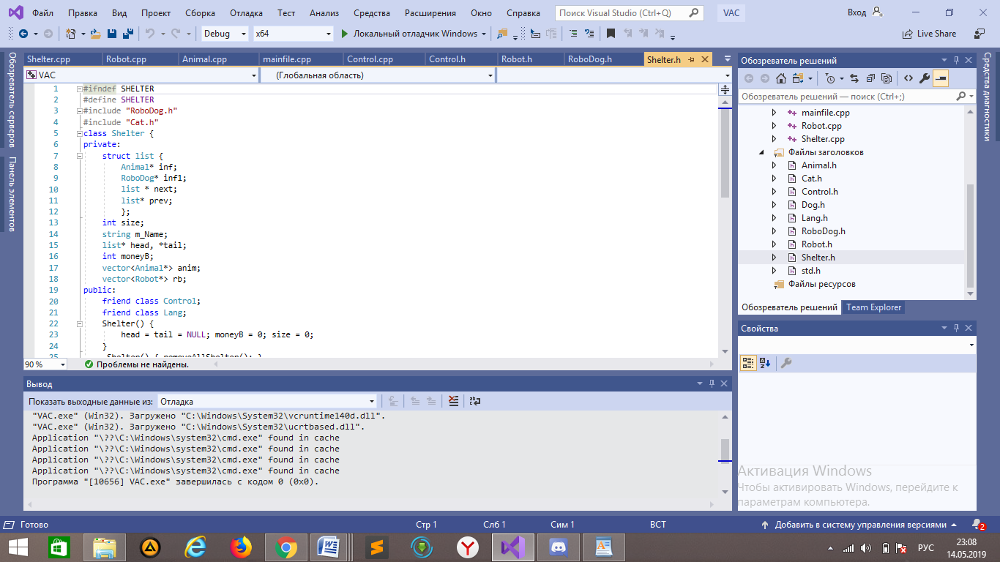 Файл Правка Вид Проект Сборка Отладка Тест Анализ Средства Расширения Окно Справка Поиск Visual Studio (Ctrl+Q) VAC Вход
Debug x64 Локальный отладчик Windows Live Share
Обозреватель серверов
Панель элементов
Shelter.cpp Robot.cpp Animal.cpp mainfile.cpp Control.cpp Control.h Robot.h RoboDog.h Shelter.h
VAC (Глобальная область)
1 #ifndef SHELTER
2 #define SHELTER
3 #include "RoboDog.h"
4 #include "Cat.h"
5 class Shelter {
6 private:
7 struct list {
8 Animal* inf;
9 RoboDog* inf1;
10 list * next;
11 list* prev;
12 };
13 int size;
14 string m_Name;
15 list* head, *tail;
16 int moneyB;
17 vector<Animal*> anim;
18 vector<Robot*> rb;
19 public:
20 friend class Control;
21 friend class Lang;
22 Shelter() {
23 head = tail = NULL; moneyB = 0; size = 0;
24 }
25 ~Shelter() { removeAllShelter(); }
90 % Проблемы не найдены.
Вывод
Показать выходные данные из: Отладка
"VAC.exe" (Win32). Загружено "C:\Windows\System32\vcruntime140d.dll".
"VAC.exe" (Win32). Загружено "C:\Windows\System32\ucrtbased.dll".
Application "\??\C:\Windows\system32\cmd.exe" found in cache
Application "\??\C:\Windows\system32\cmd.exe" found in cache
Application "\??\C:\Windows\system32\cmd.exe" found in cache
Application "\??\C:\Windows\system32\cmd.exe" found in cache
Программа "[10656] VAC.exe" завершилась с кодом 0 (0x0).
Обозреватель решений
Обозреватель решений — поиск (Ctrl+;)
mainfile.cpp
Robot.cpp
Shelter.cpp
Файлы заголовков
Animal.h
Cat.h
Control.h
Dog.h
Lang.h
RoboDog.h
Robot.h
Shelter.h
std.h
Файлы ресурсов
Обозреватель решений Team Explorer
Свойства
Активация Windows
Чтобы активировать Windows, перейдите к
параметрам компьютера.
Средства диагностики
Готово Стр 1 Слб 1 Сим 1 ВСТ Добавить в систему управления версиями 2
РУС 23:08
14.05.2019